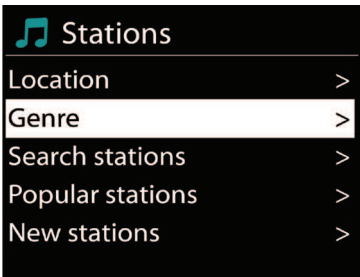 Stations
Location >
Genre >
Search stations >
Popular stations >
New stations >